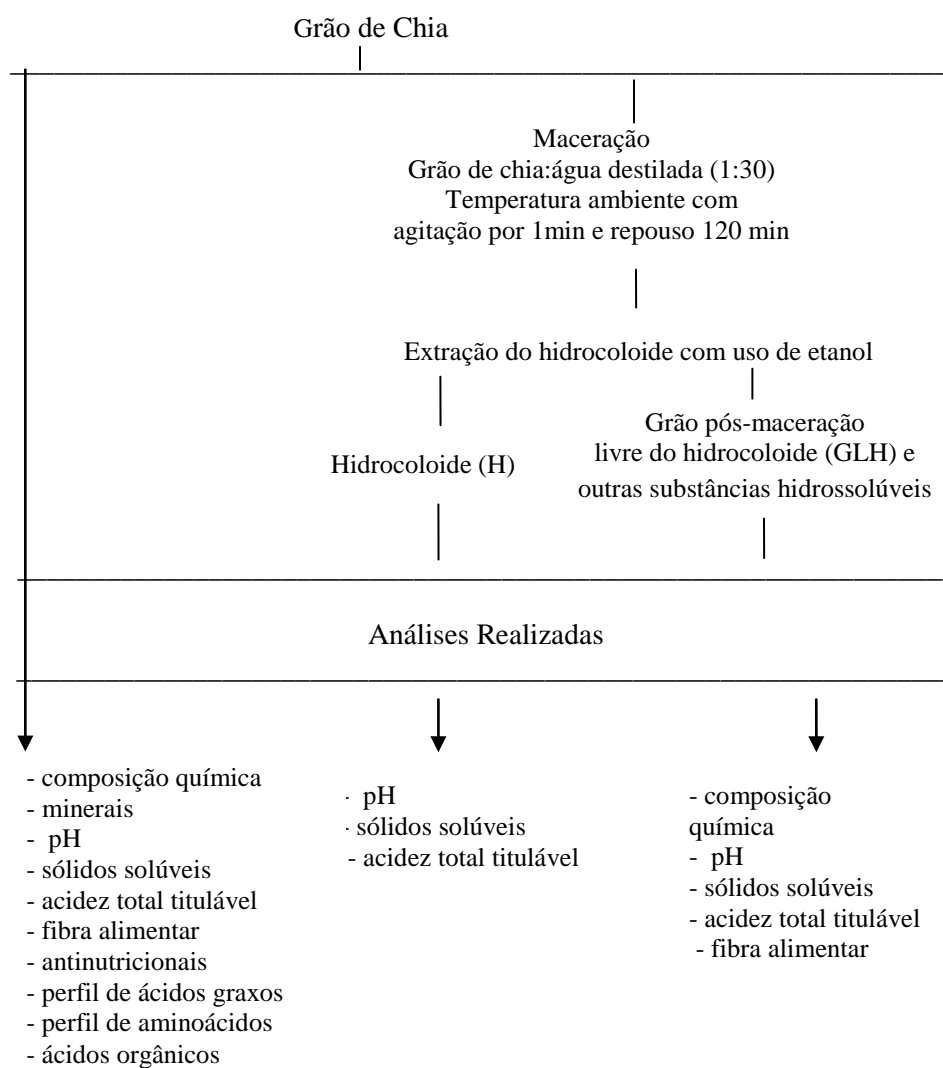 Grão de Chia
Maceração
Grão de chia:água destilada (1:30)
Temperatura ambiente com
agitação por 1min e repouso 120 min
Extração do hidrocoloide com uso de etanol
Hidrocoloide (H)
Grão pós-maceração
livre do hidrocoloide (GLH) e
outras substâncias hidrossolúveis
Análises Realizadas
- composição química
- minerais
- pH
- sólidos solúveis
- acidez total titulável
- fibra alimentar
- antinutricionais
- perfil de ácidos graxos
- perfil de aminoácidos
- ácidos orgânicos
- pH
- sólidos solúveis
- acidez total titulável
- composição
química
- pH
- sólidos solúveis
- acidez total titulável
- fibra alimentar